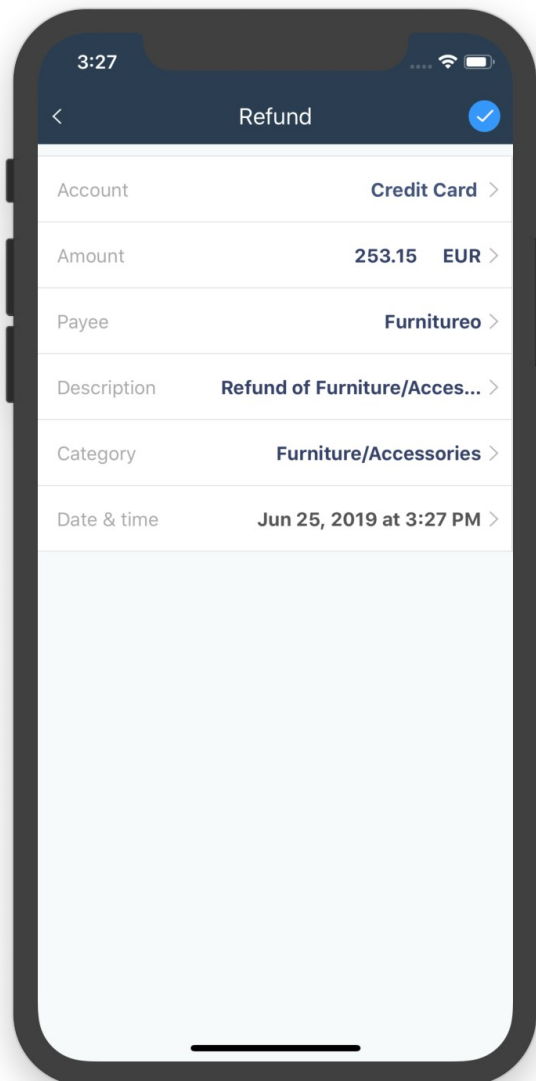 3:27
Refund
Account Credit Card
Amount 253.15 EUR
Payee Furnitureo
Description Refund of Furniture/Acces...
Category Furniture/Accessories
Date & time Jun 25, 2019 at 3:27 PM